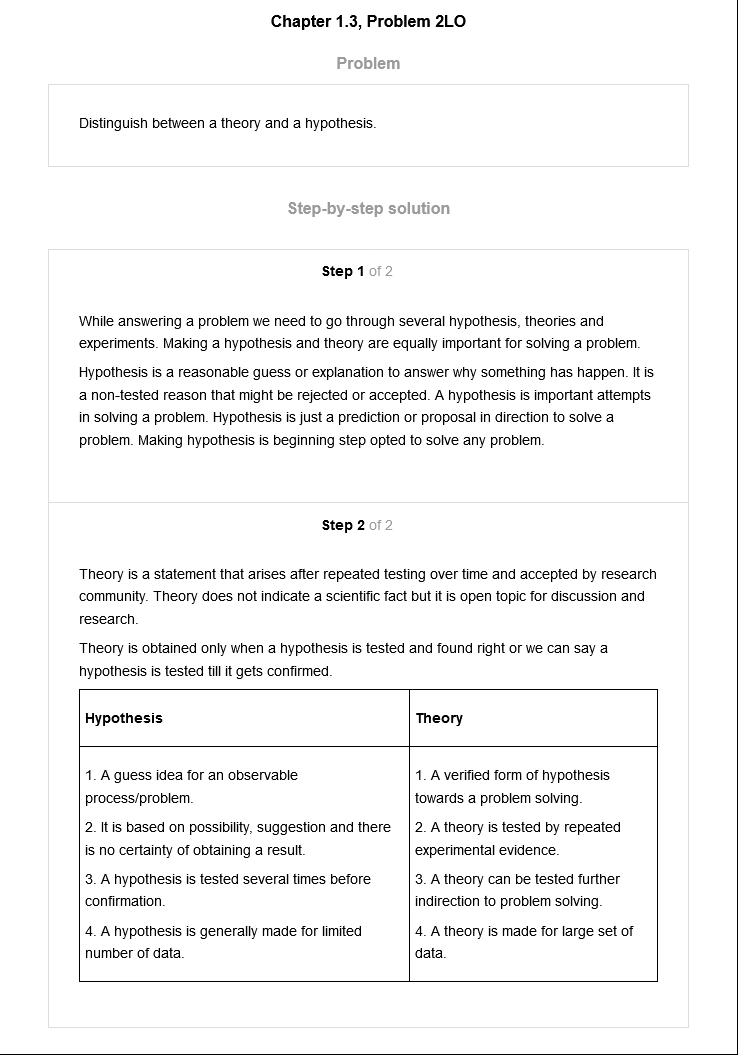 Chapter 1.3, Problem 2LO
Problem
Distinguish between a theory and a hypothesis.
Step-by-step solution
Step 1 of 2
While answering a problem we need to go through several hypothesis, theories and
experiments. Making a hypothesis and theory are equally important for solving a problem.
Hypothesis is a reasonable guess or explanation to answer why something has happen. It is
a non-tested reason that might be rejected or accepted. A hypothesis is important attempts
in solving a problem. Hypothesis is just a prediction or proposal in direction to solve a
problem. Making hypothesis is beginning step opted to solve any problem.
Step 2 of 2
Theory is a statement that arises after repeated testing over time and accepted by research
community. Theory does not indicate a scientific fact but it is open topic for discussion and
research.
Theory is obtained only when a hypothesis is tested and found right or we can say a
hypothesis is tested till it gets confirmed.
Hypothesis
1. A guess idea for an observable
process/problem.
2. It is based on possibility, suggestion and there
is no certainty of obtaining a result.
3. A hypothesis is tested several times before
confirmation.
4. A hypothesis is generally made for limited
number of data.
Theory
1. A verified form of hypothesis
towards a problem solving.
2. A theory is tested by repeated
experimental evidence.
3. A theory can be tested further
indirection to problem solving.
4. A theory is made for large set of
data.